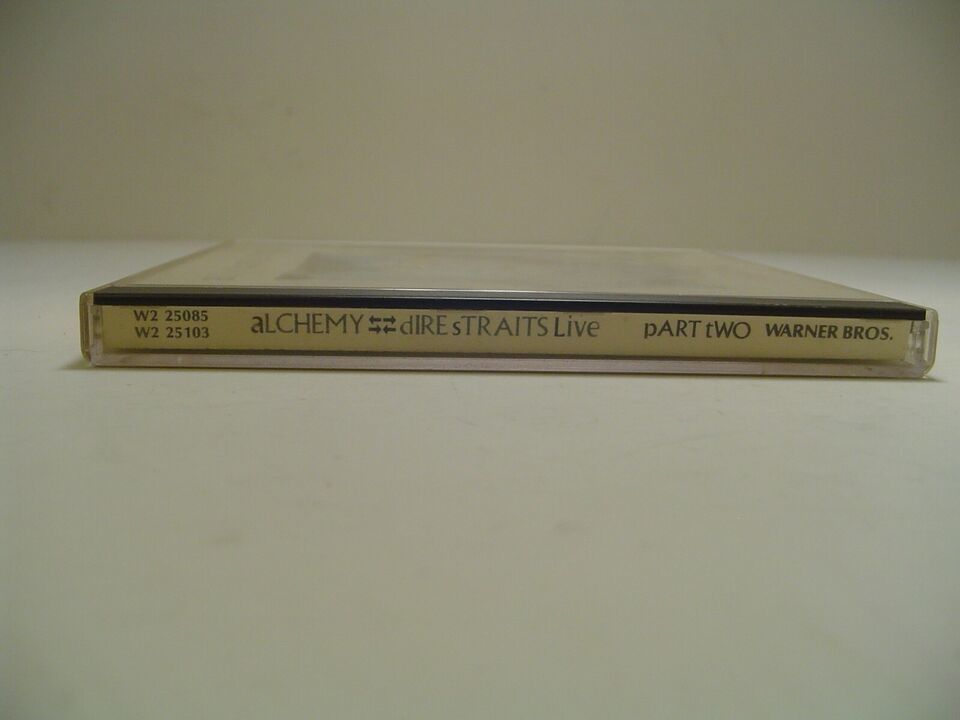 W2 25085
W2 25103
aLCHEMY ⇆⇆ dIRE sTRAITS Live pART tWO WARNER BROS.